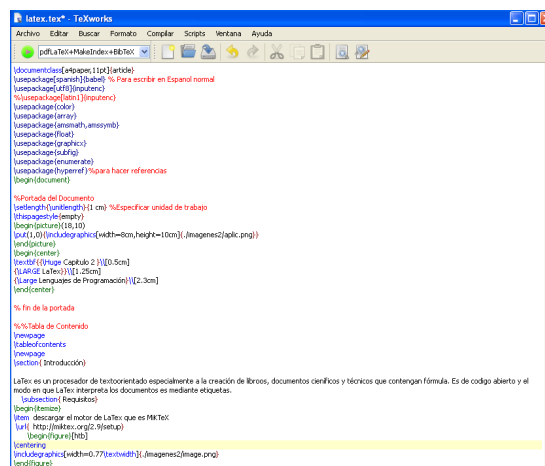 latex.tex* - TeXworks
Archivo Editar Buscar Formato Compilar Scripts Ventana Ayuda
pdfLaTeX+MakeIndex+BibTeX
\documentclass[a4paper,11pt]{article}
\usepackage[spanish]{babel} % Para escribir en Espanol normal
\usepackage[utf8]{inputenc}
%\usepackage[latin1]{inputenc}
\usepackage{color}
\usepackage{array}
\usepackage{amsmath,amssymb}
\usepackage{float}
\usepackage{graphicx}
\usepackage{subfig}
\usepackage{enumerate}
\usepackage{hyperref}%para hacer referencias
\begin{document}
%Portada del Documento
\setlength{\unitlength}{1 cm} %Especificar unidad de trabajo
\thispagestyle{empty}
\begin{picture}(18,10)
\put(1,0){\includegraphics[width=8cm,height=10cm]{./imagenes2/aplic.png}}
\end{picture}
\begin{center}
\textbf{{\Huge Capitulo 2 }\\[0.5cm]
{\LARGE LaTex}}\\[1.25cm]
{\Large Lenguajes de Programación}\\[2.3cm]
\end{center}
% fin de la portada
%%Tabla de Contenido
\newpage
\tableofcontents
\newpage
\section{ Introducción}
LaTex es un procesador de textoorientado especialmente a la creación de libroos, documentos cienificos y técnicos que contengan fórmula. Es de codigo abierto y el
modo en que LaTex interpreta los documentos es mediante etiquetas.
\subsection{ Requisitos}
\begin{itemize}
\item descargar el motor de LaTex que es MiKTeX
\url{ http://miktex.org/2.9/setup}
\begin{figure}[htb]
\centering
\includegraphics[width=0.77\textwidth]{./imagenes2/image.png}
\end{figure}